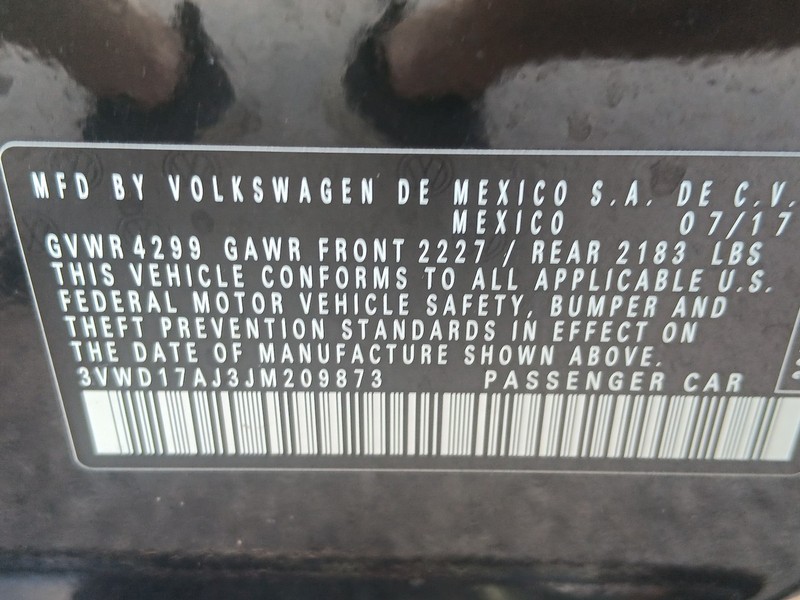 MFD BY VOLKSWAGEN DE MEXICO S.A. DE C.V.
MEXICO 07/17
GVWR 4299 GAWR FRONT 2227 / REAR 2183 LBS
THIS VEHICLE CONFORMS TO ALL APPLICABLE U.S.
FEDERAL MOTOR VEHICLE SAFETY, BUMPER AND
THEFT PREVENTION STANDARDS IN EFFECT ON
THE DATE OF MANUFACTURE SHOWN ABOVE.
3VWD17AJ3JM209873 PASSENGER CAR